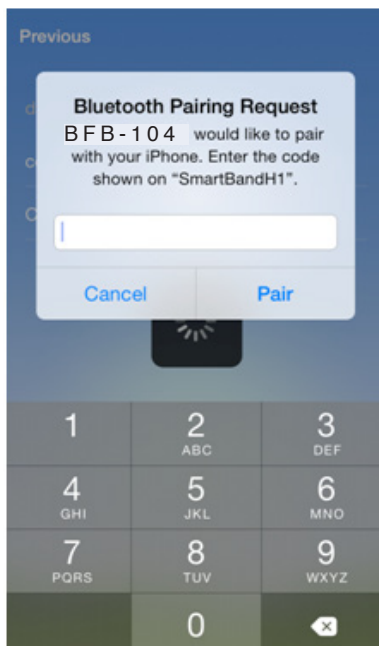 Previous
Bluetooth Pairing Request
BFB-104 would like to pair
with your iPhone. Enter the code
shown on “SmartBandH1”.
Cancel Pair
1 2 3
ABC DEF
4 5 6
GHI JKL MNO
7 8 9
PQRS TUV WXYZ
0